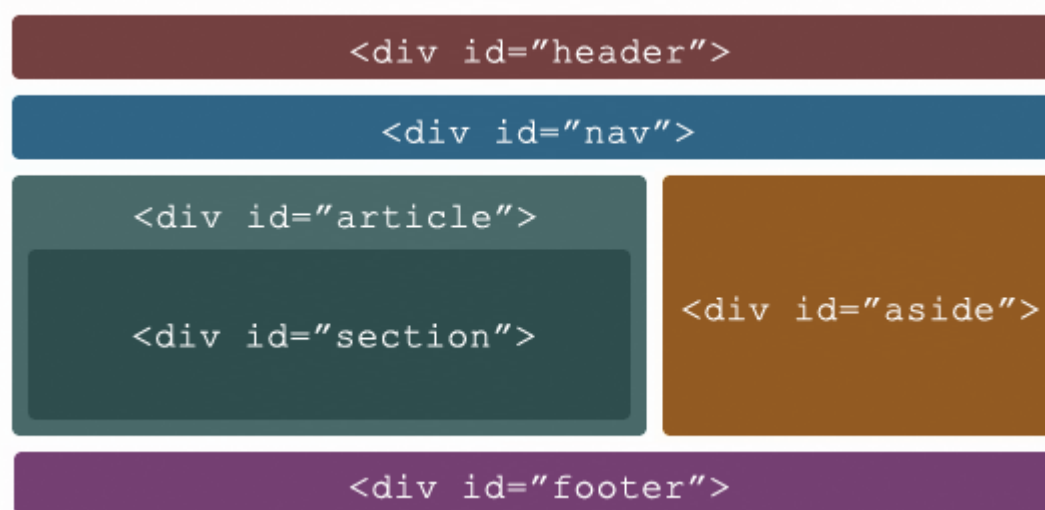 <div id=”header”>
<div id=”nav”>
<div id=”article”>
<div id=”section”>
<div id=”aside”>
<div id=”footer”>